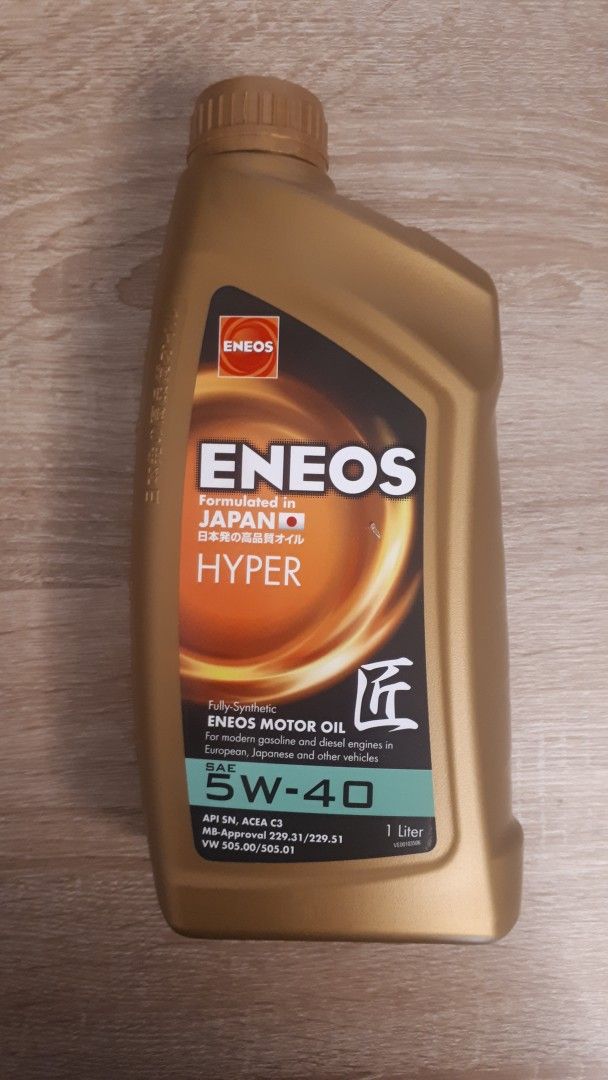 ENEOS
ENEOS
Formulated in
JAPAN
日本発の高品質オイル
HYPER
匠
Fully-Synthetic
ENEOS MOTOR OIL
For modern gasoline and diesel engines in
European, Japanese and other vehicles
SAE
5W-40
API SN, ACEA C3
MB-Approval 229.31/229.51
VW 505.00/505.01
1 Liter